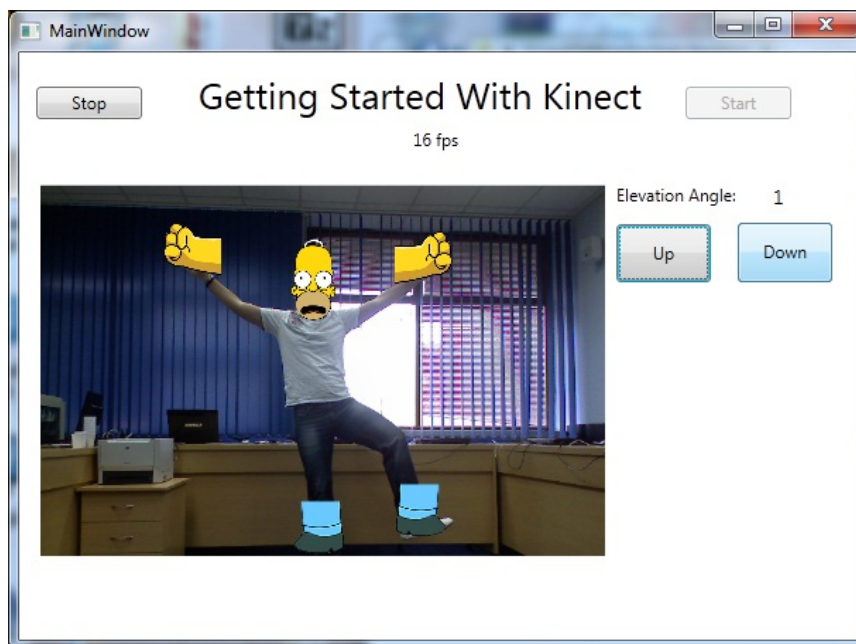 MainWindow
Stop
Getting Started With Kinect
Start
16 fps
Elevation Angle: 1
Up
Down